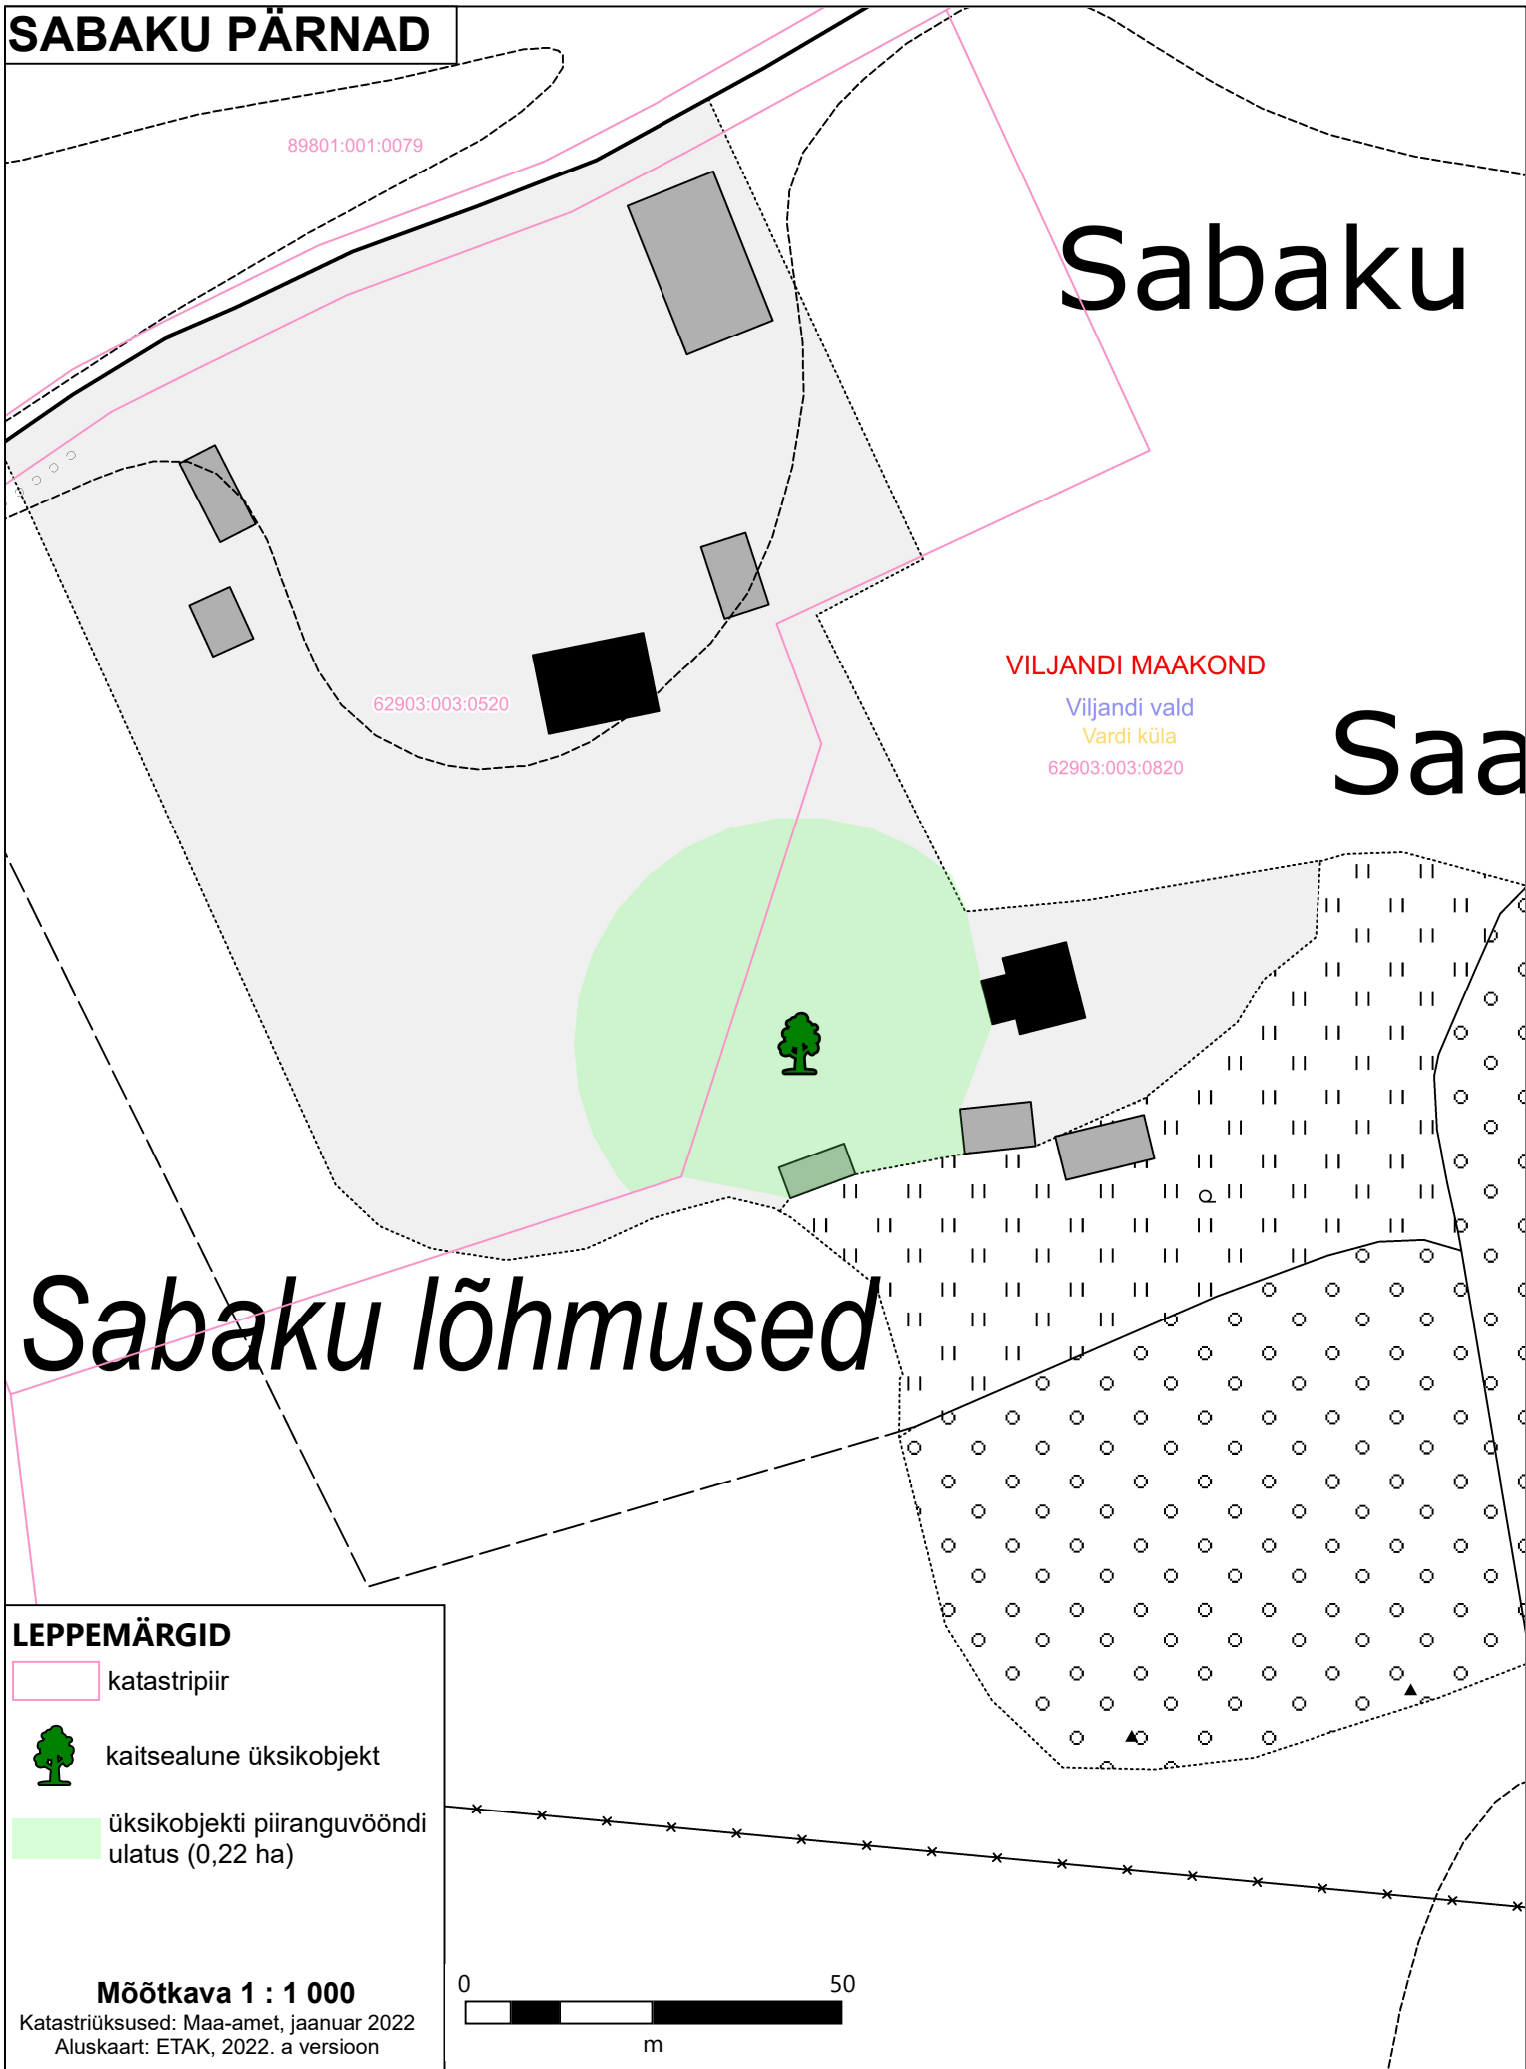 SABAKU PÄRNAD
89801:001:0079
Sabaku
62903:003:0520
VILJANDI MAAKOND
Viljandi vald
Vardi küla
62903:003:0820
Saa
Sabaku lõhmused
LEPPEMÄRGID
katastripiir
kaitsealune üksikobjekt
üksikobjekti piiranguvööndi
ulatus (0,22 ha)
Mõõtkava 1 : 1 000
Katastriüksused: Maa-amet, jaanuar 2022
Aluskaart: ETAK, 2022. a versioon
0 50
m